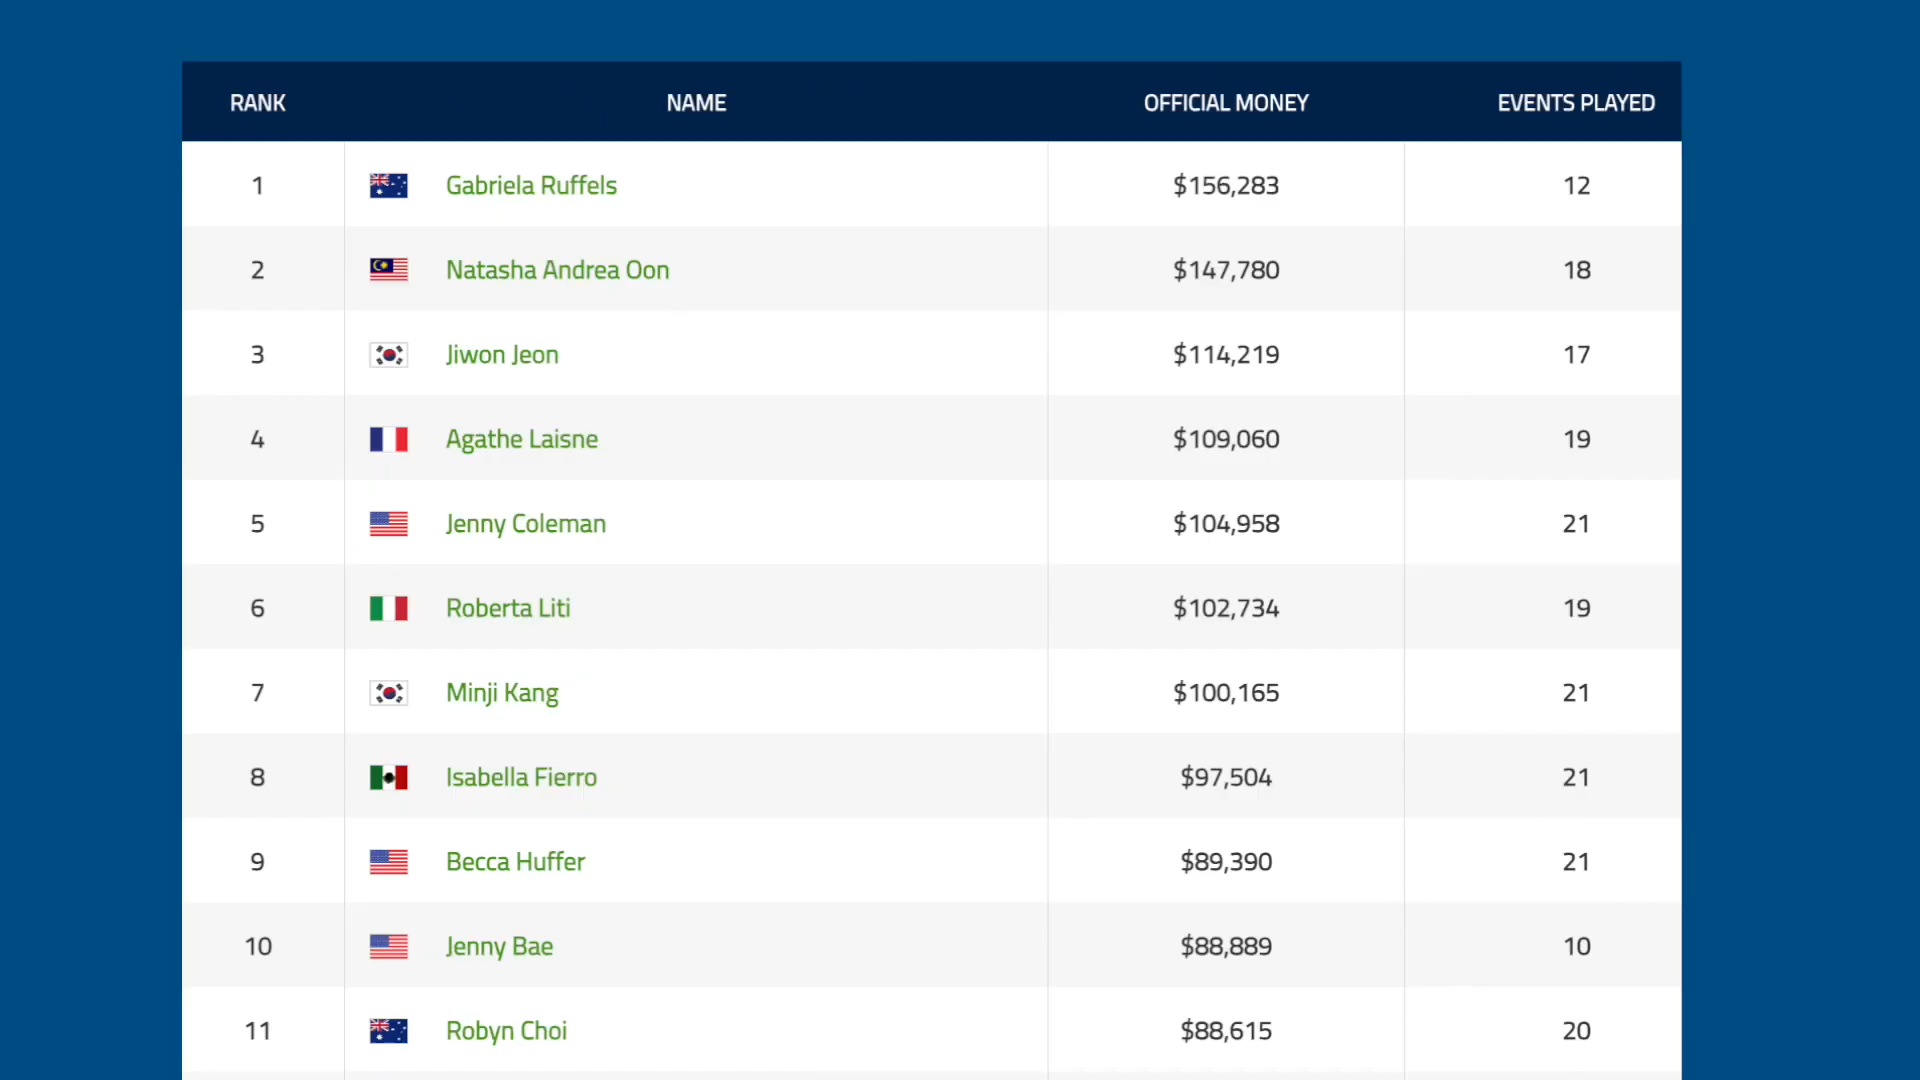 RANK NAME OFFICIAL MONEY EVENTS PLAYED
1 Gabriela Ruffels $156,283 12
2 Natasha Andrea Oon $147,780 18
3 Jiwon Jeon $114,219 17
4 Agathe Laisne $109,060 19
5 Jenny Coleman $104,958 21
6 Roberta Liti $102,734 19
7 Minji Kang $100,165 21
8 Isabella Fierro $97,504 21
9 Becca Huffer $89,390 21
10 Jenny Bae $88,889 10
11 Robyn Choi $88,615 20